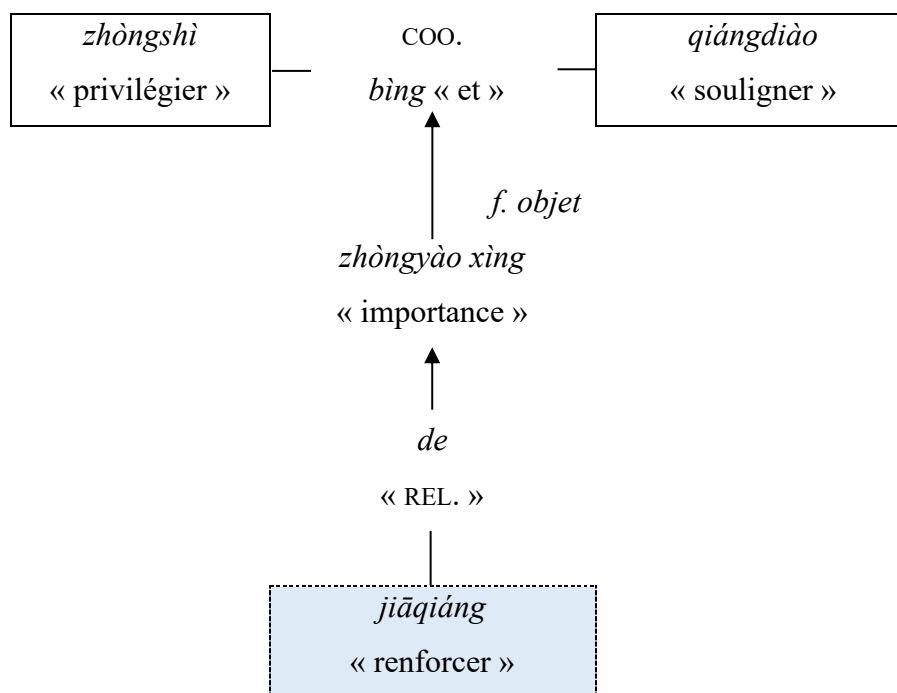 zhòngshì
« privilégier »
COO.
bìng « et »
qiángdiào
« souligner »
f. objet
zhòngyào xìng
« importance »
de
« REL. »
jiāqiáng
« renforcer »